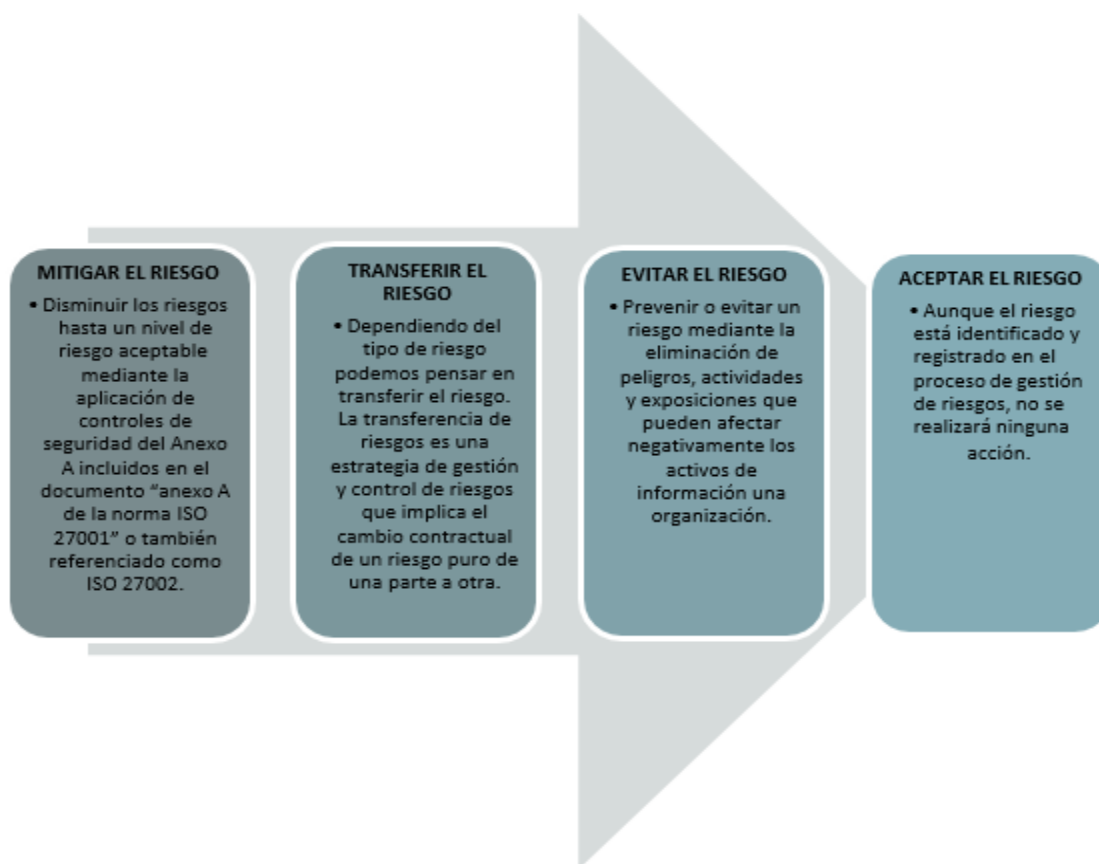 MITIGAR EL RIESGO
• Disminuir los riesgos
hasta un nivel de
riesgo aceptable
mediante la
aplicación de
controles de
seguridad del Anexo
A incluidos en el
documento “anexo A
de la norma ISO
27001” o también
referenciado como
ISO 27002.
TRANSFERIR EL
RIESGO
• Dependiendo del
tipo de riesgo
podemos pensar en
transferir el riesgo.
La transferencia de
riesgos es una
estrategia de gestión
y control de riesgos
que implica el
cambio contractual
de un riesgo puro de
una parte a otra.
EVITAR EL RIESGO
• Prevenir o evitar un
riesgo mediante la
eliminación de
peligros, actividades
y exposiciones que
pueden afectar
negativamente los
activos de
información una
organización.
ACEPTAR EL RIESGO
• Aunque el riesgo
está identificado y
registrado en el
proceso de gestión
de riesgos, no se
realizará ninguna
acción.